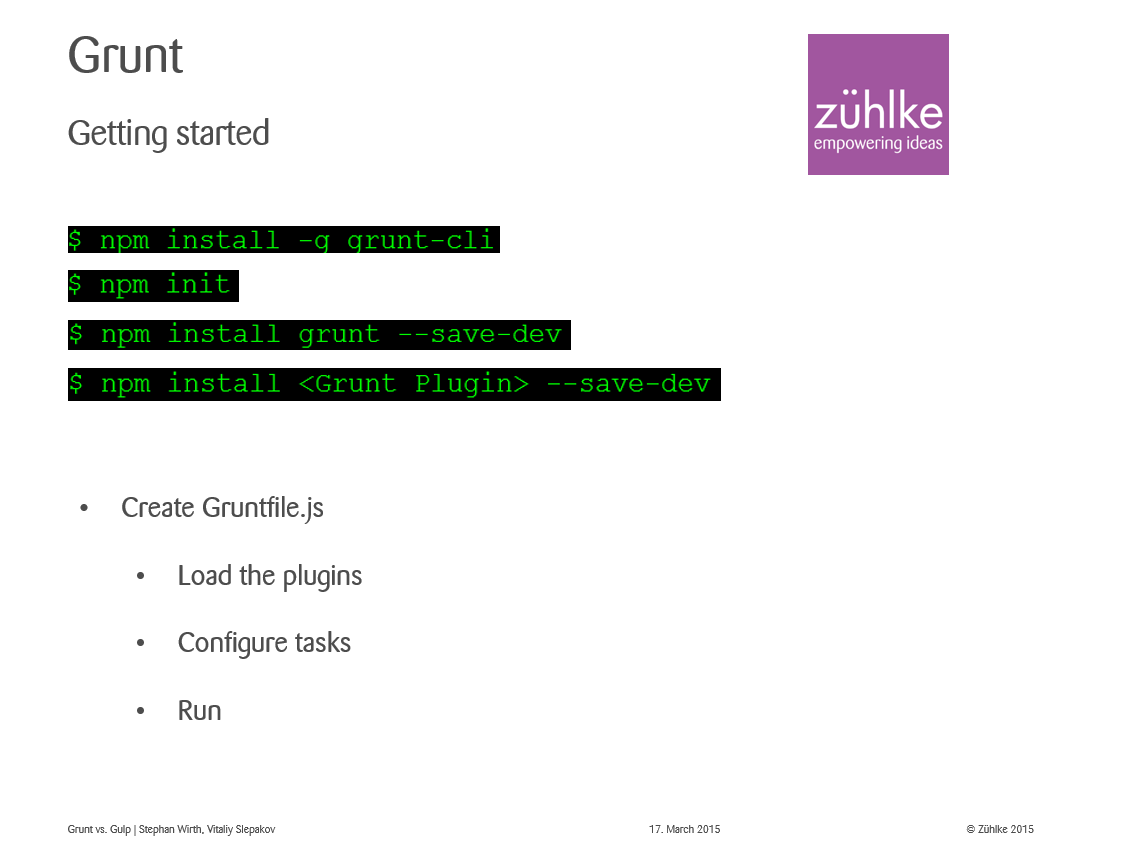 Grunt
Getting started
zühlke
empowering ideas
$ npm install -g grunt-cli
$ npm init
$ npm install grunt --save-dev
$ npm install <Grunt Plugin> --save-dev
• Create Gruntfile.js
• Load the plugins
• Configure tasks
• Run
Grunt vs. Gulp | Stephan Wirth, Vitaliy Slepakov 17. March 2015 © Zühlke 2015